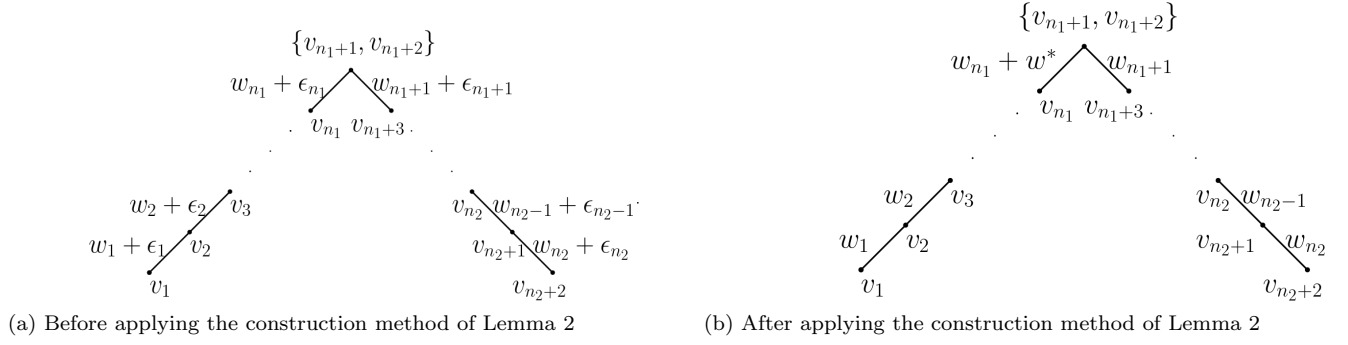 {v_{n_1+1}, v_{n_1+2}}
w_{n_1} + ϵ_{n_1} w_{n_1+1} + ϵ_{n_1+1}
v_{n_1} v_{n_1+3}
w_2 + ϵ_2 v_3 v_{n_2} w_{n_2−1} + ϵ_{n_2−1}
w_1 + ϵ_1 v_2 v_{n_2+1} w_{n_2} + ϵ_{n_2}
v_1 v_{n_2+2}
(a) Before applying the construction method of Lemma 2
{v_{n_1+1}, v_{n_1+2}}
w_{n_1} + w^* w_{n_1+1}
v_{n_1} v_{n_1+3}
w_2 v_3 v_{n_2} w_{n_2−1}
w_1 v_2 v_{n_2+1} w_{n_2}
v_1 v_{n_2+2}
(b) After applying the construction method of Lemma 2